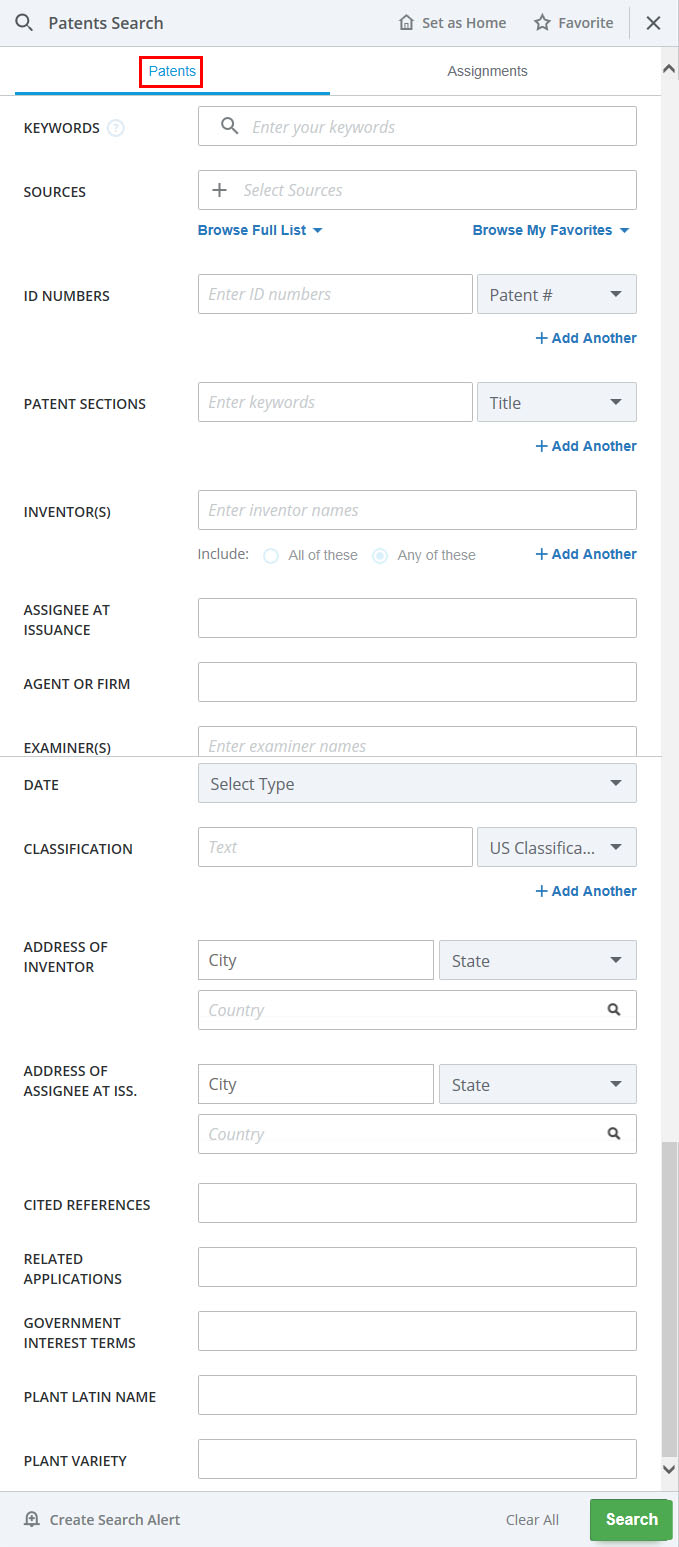 Patents Search Set as Home Favorite
Patents Assignments
KEYWORDS ? Enter your keywords
SOURCES + Select Sources
Browse Full List Browse My Favorites
ID NUMBERS Enter ID numbers Patent #
+ Add Another
PATENT SECTIONS Enter keywords Title
+ Add Another
INVENTOR(S) Enter inventor names
Include: All of these Any of these + Add Another
ASSIGNEE AT
ISSUANCE
AGENT OR FIRM
EXAMINER(S) Enter examiner names
DATE Select Type
CLASSIFICATION Text US Classifica...
+ Add Another
ADDRESS OF
INVENTOR City State
Country
ADDRESS OF
ASSIGNEE AT ISS. City State
Country
CITED REFERENCES
RELATED
APPLICATIONS
GOVERNMENT
INTEREST TERMS
PLANT LATIN NAME
PLANT VARIETY
Create Search Alert Clear All Search